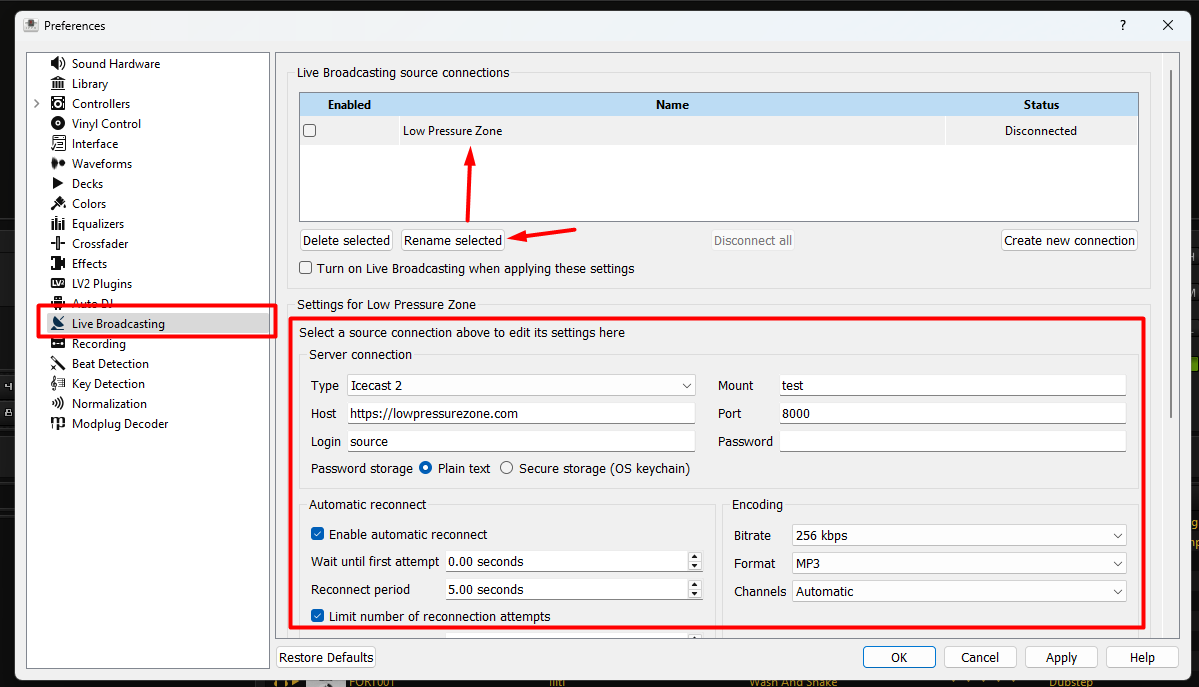 Preferences
?
Sound Hardware
Library
Controllers
Vinyl Control
Interface
Waveforms
Decks
Colors
Equalizers
Crossfader
Effects
LV2 Plugins
Auto DJ
Live Broadcasting
Recording
Beat Detection
Key Detection
Normalization
Modplug Decoder
Live Broadcasting source connections
Enabled Name Status
Low Pressure Zone Disconnected
Delete selected Rename selected Disconnect all Create new connection
Turn on Live Broadcasting when applying these settings
Settings for Low Pressure Zone
Select a source connection above to edit its settings here
Server connection
Type Icecast 2 Mount test
Host https://lowpressurezone.com Port 8000
Login source Password
Password storage Plain text Secure storage (OS keychain)
Automatic reconnect Encoding
Enable automatic reconnect Bitrate 256 kbps
Wait until first attempt 0.00 seconds Format MP3
Reconnect period 5.00 seconds Channels Automatic
Limit number of reconnection attempts
Restore Defaults OK Cancel Apply Help
FORT001 Wash And Shake Dubstep